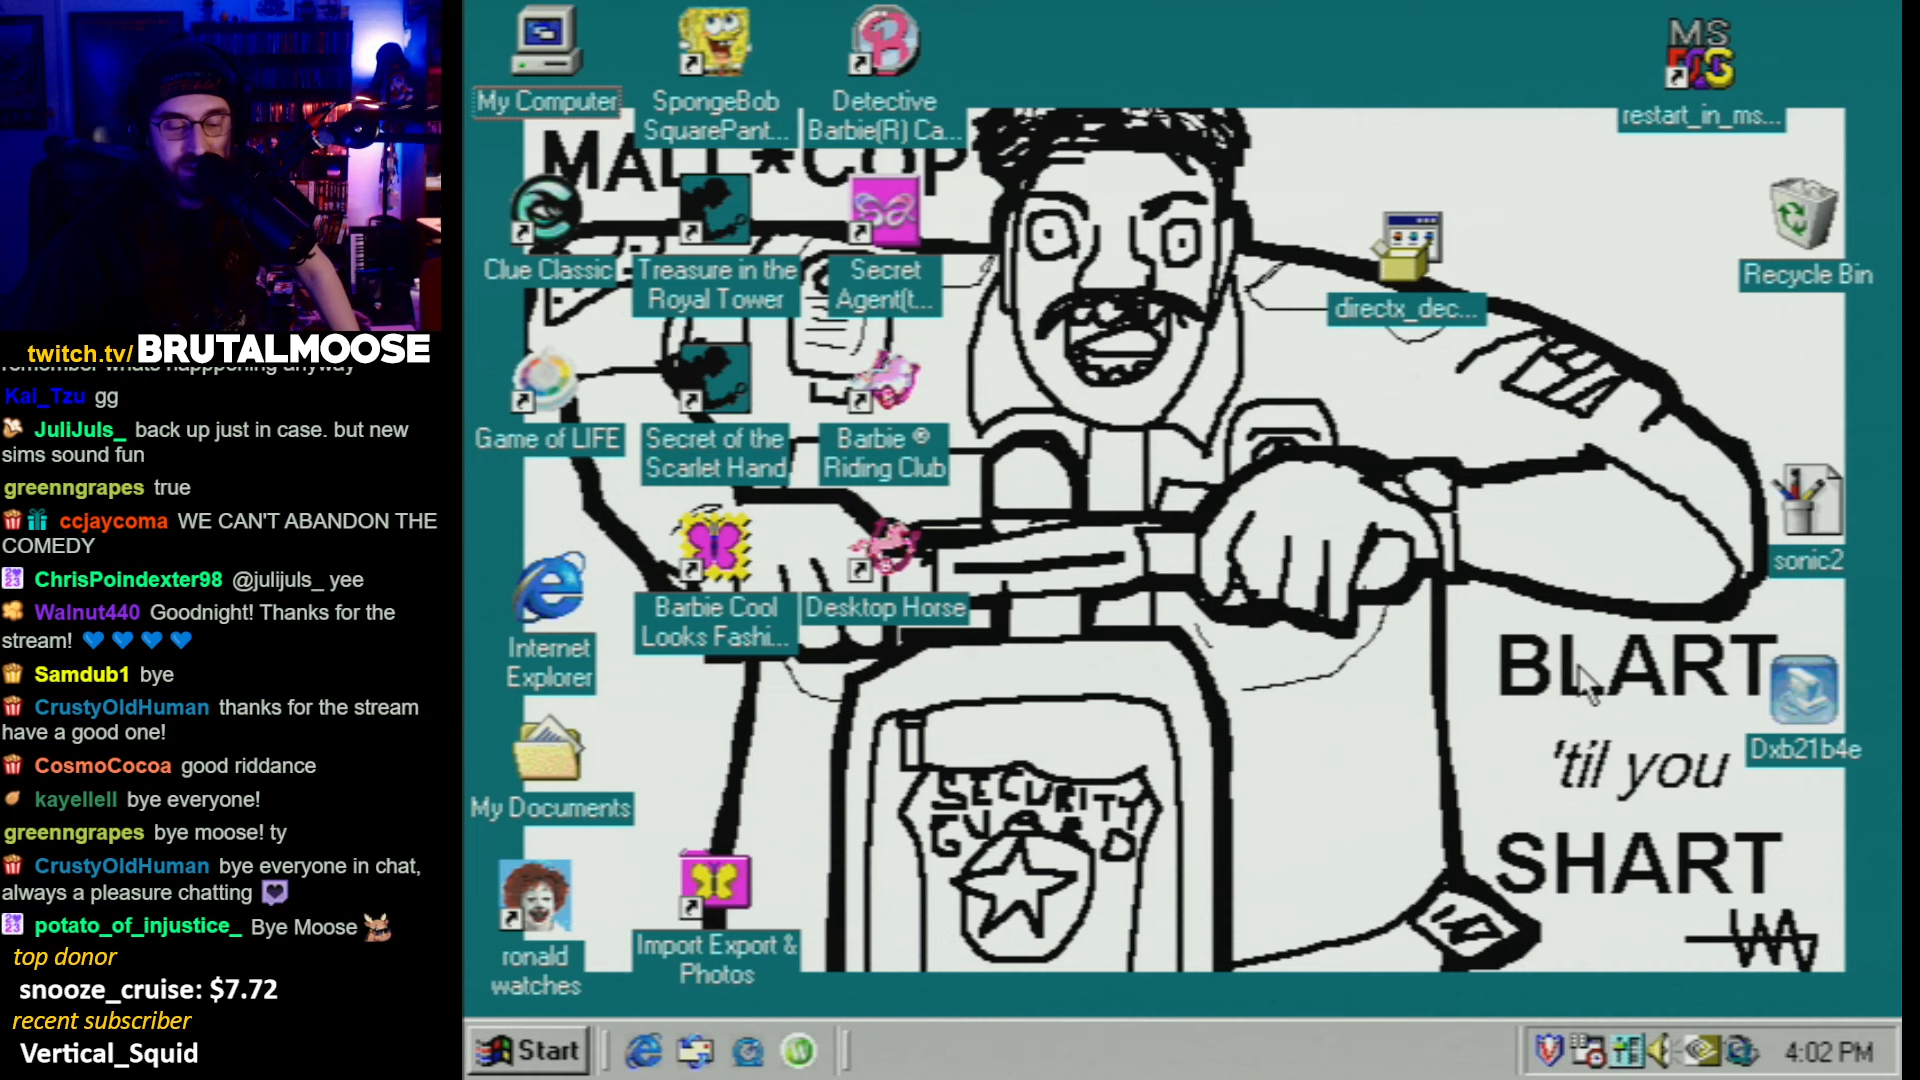 twitch.tv/BRUTALMOOSE
remember whats happpening anyway
Kai_Tzu gg
JuliJuls_ back up just in case. but new
sims sound fun
greenngrapes true
ccjaycoma WE CAN'T ABANDON THE
COMEDY
ChrisPoindexter98 @julijuls_ yee
Walnut440 Goodnight! Thanks for the
stream!
Samdub1 bye
CrustyOldHuman thanks for the stream
have a good one!
CosmoCocoa good riddance
kayellell bye everyone!
greenngrapes bye moose! ty
CrustyOldHuman bye everyone in chat,
always a pleasure chatting
potato_of_injustice_ Bye Moose
top donor
snooze_cruise: $7.72
recent subscriber
Vertical_Squid
My Computer
SpongeBob
SquarePant...
Detective
Barbie(R) Ca...
MS
restart_in_ms...
MALL*COP
Clue Classic
Treasure in the
Royal Tower
Secret
Agent(t...
directx_dec...
Recycle Bin
Game of LIFE
Secret of the
Scarlet Hand
Barbie ®
Riding Club
sonic2
Internet
Explorer
Barbie Cool
Looks Fashi...
Desktop Horse
BLART
'til you
SHART
Dxb21b4e
My Documents
SECURITY
GUARD
ronald
watches
Import Export &
Photos
Start
4:02 PM